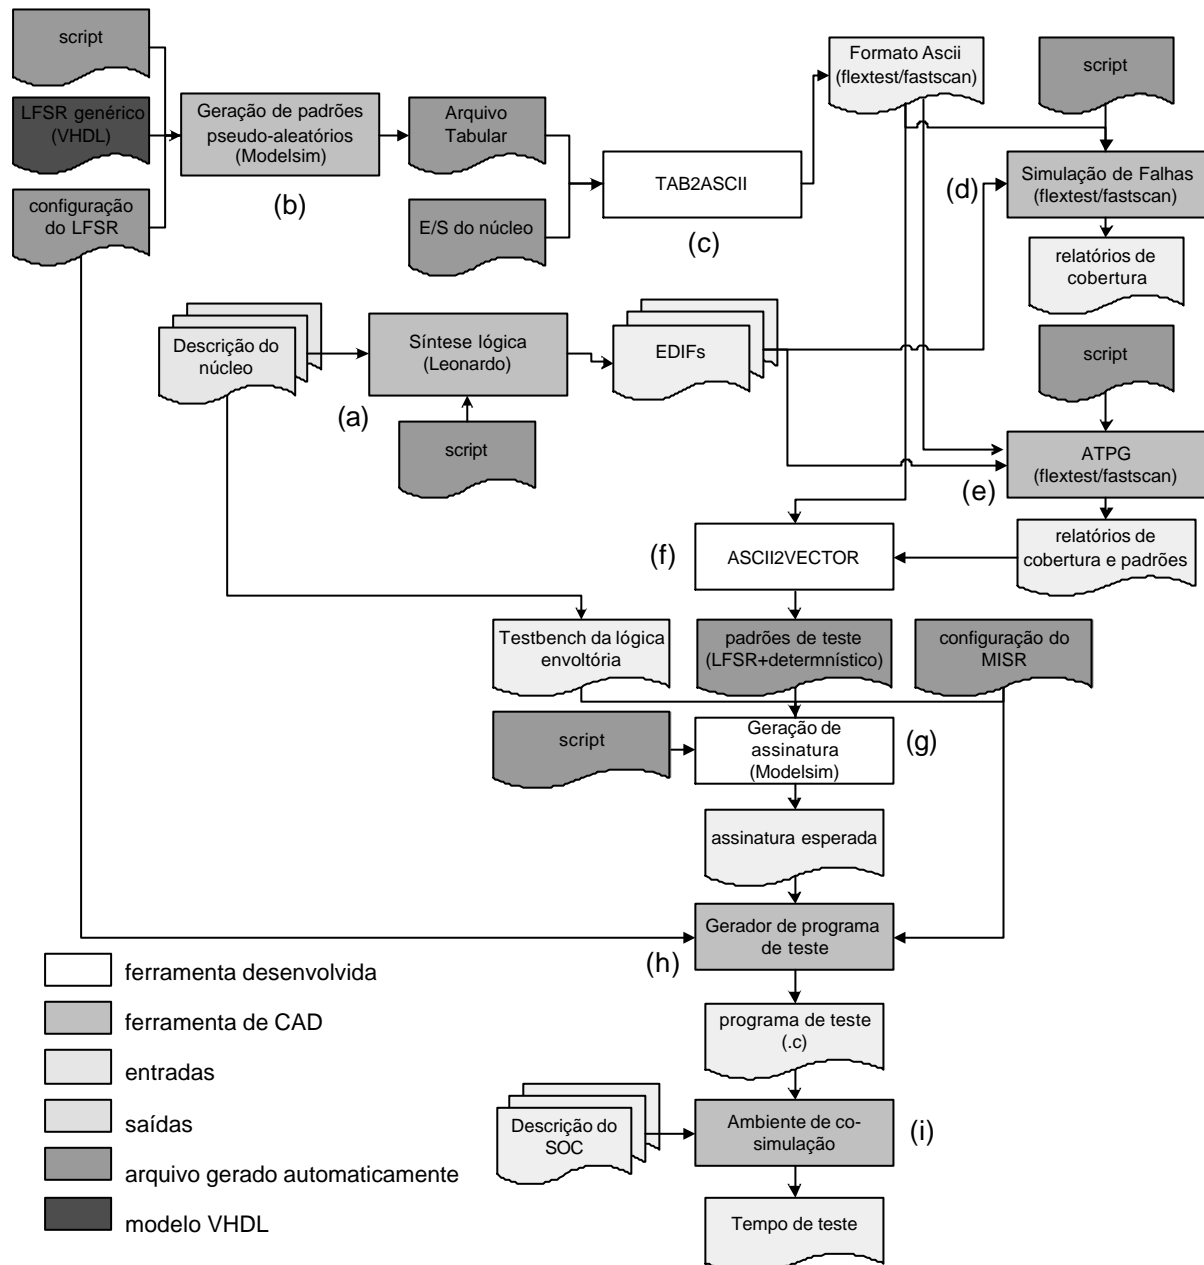 script
LFSR genérico
(VHDL)
configuração
do LFSR
Geração de padrões
pseudo-aleatórios
(Modelsim)
(b)
Arquivo
Tabular
E/S do núcleo
TAB2ASCII
(c)
Formato Ascii
(flextest/fastscan)
script
Simulação de Falhas
(flextest/fastscan)
(d)
relatórios de
cobertura
Descrição do
núcleo
Síntese lógica
(Leonardo)
(a)
script
EDIFs
script
ATPG
(flextest/fastscan)
(e)
relatórios de
cobertura e padrões
(f)
ASCII2VECTOR
Testbench da lógica
envoltória
padrões de teste
(LFSR+determnístico)
configuração do
MISR
script
Geração de
assinatura
(Modelsim)
(g)
assinatura esperada
Gerador de programa
de teste
(h)
programa de teste
(.c)
Descrição do
SOC
Ambiente de co-
simulação
(i)
Tempo de teste
ferramenta desenvolvida
ferramenta de CAD
entradas
saídas
arquivo gerado automaticamente
modelo VHDL